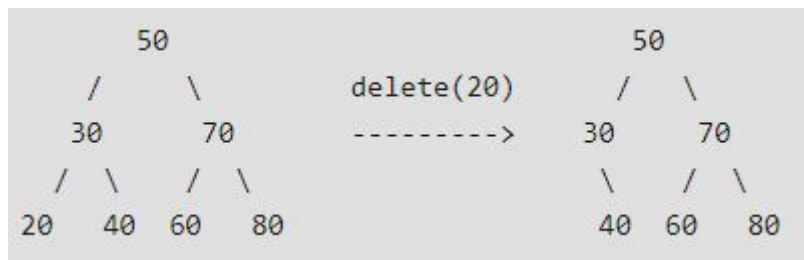 50                            50
/     \     delete(20)     /   \
30      70     --------->     30     70
/  \    /  \                    \    /  \
20   40  60   80                 40  60   80